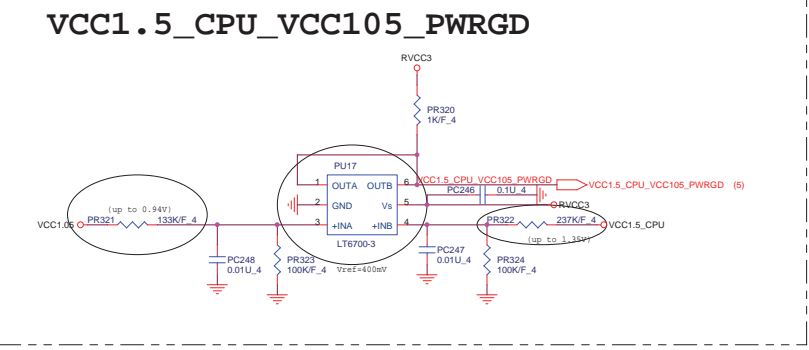 VCC1.5_CPU_VCC105_PWRGD
RVCC3
PR320
1K/F_4
PU17
1 OUTA OUTB 6
VCC1.5_CPU_VCC105_PWRGD
VCC1.5_CPU_VCC105_PWRGD (5)
PC246 0.1U_4
2 GND Vs 5
RVCC3
(up to 0.94V)
VCC1.05 PR321 133K/F_4
3 +INA +INB 4
PR322 237K/F_4 VCC1.5_CPU
(up to 1.35V)
LT6700-3
Vref=400mV
PC248
0.01U_4
PR323
100K/F_4
PC247
0.01U_4
PR324
100K/F_4